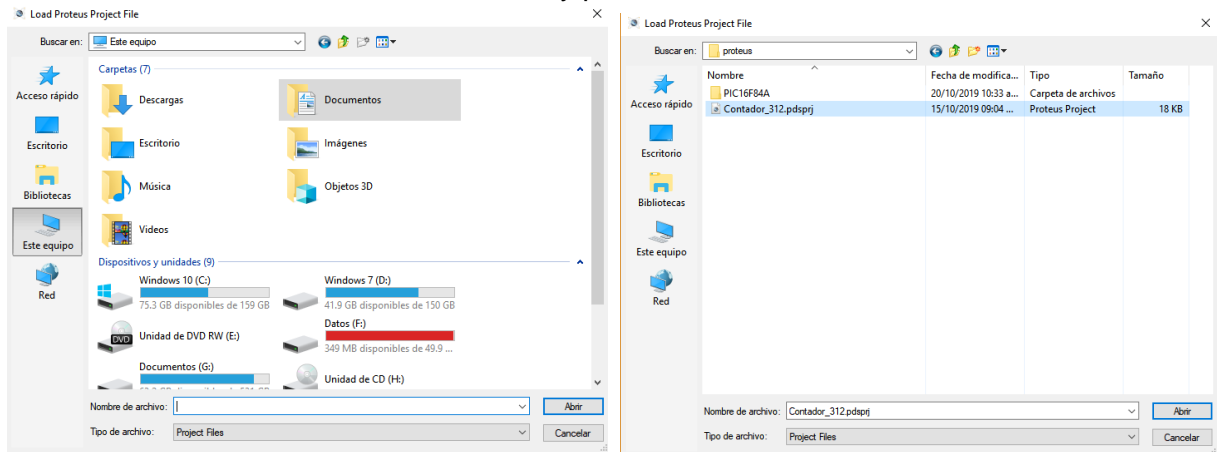 Load Proteus Project File
Buscar en:
Este equipo
Acceso rápido
Escritorio
Bibliotecas
Este equipo
Red
Carpetas (7)
Descargas
Documentos
Escritorio
Imágenes
Música
Objetos 3D
Videos
Dispositivos y unidades (9)
Windows 10 (C:)
75.3 GB disponibles de 159 GB
Windows 7 (D:)
41.9 GB disponibles de 150 GB
Unidad de DVD RW (E:)
DVD
Datos (F:)
349 MB disponibles de 49.9 ...
Documentos (G:)
Unidad de CD (H:)
Nombre de archivo:
Abrir
Tipo de archivo:
Project Files
Cancelar
Load Proteus Project File
Buscar en:
proteus
Acceso rápido
Escritorio
Bibliotecas
Este equipo
Red
Nombre Fecha de modifica... Tipo Tamaño
PIC16F84A 20/10/2019 10:33 a... Carpeta de archivos
Contador_312.pdsprj 15/10/2019 09:04 ... Proteus Project 18 KB
Nombre de archivo: Contador_312.pdsprj
Abrir
Tipo de archivo: Project Files
Cancelar